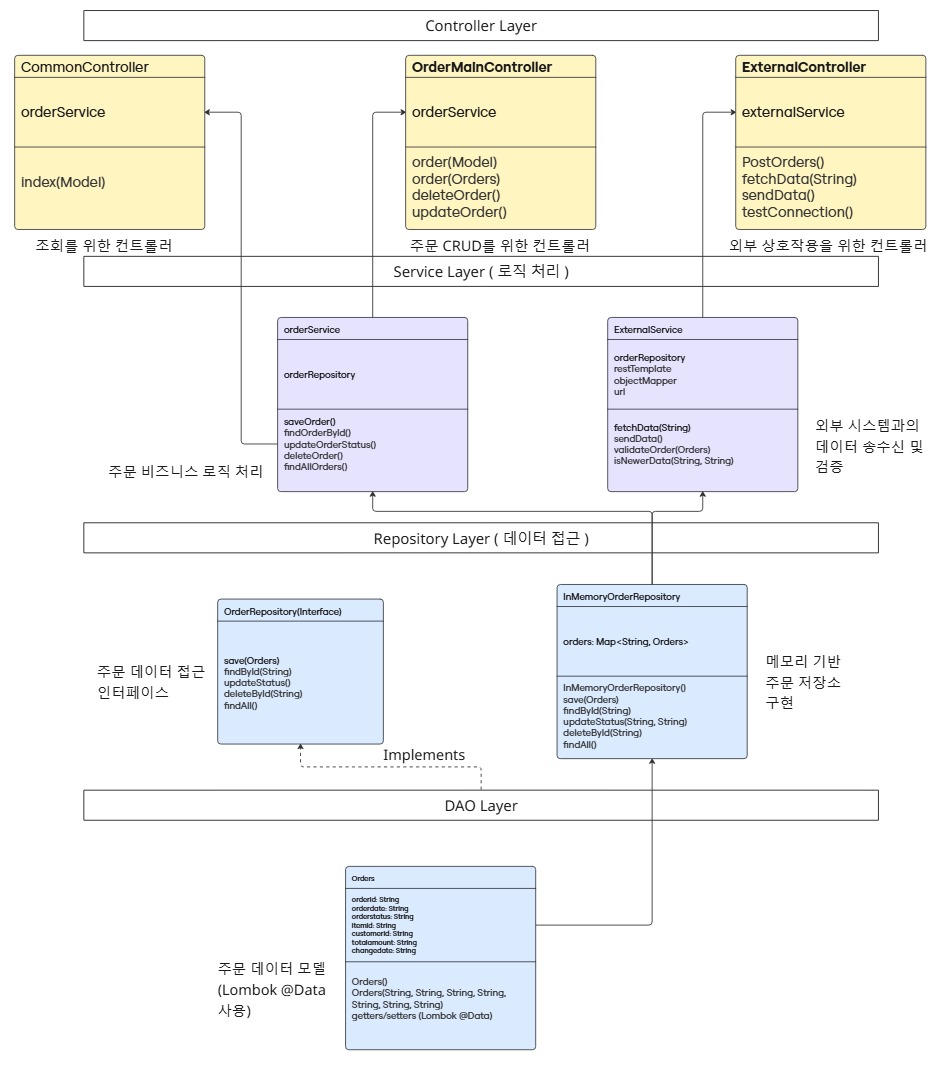 Controller Layer
CommonController
orderService
index(Model)
조회를 위한 컨트롤러
OrderMainController
orderService
order(Model)
order(Orders)
deleteOrder()
updateOrder()
주문 CRUD를 위한 컨트롤러
ExternalController
externalService
PostOrders()
fetchData(String)
sendData()
testConnection()
외부 상호작용을 위한 컨트롤러
Service Layer ( 로직 처리 )
orderService
orderRepository
saveOrder()
findOrderById()
updateOrderStatus()
deleteOrder()
findAllOrders()
주문 비즈니스 로직 처리
ExternalService
orderRepository
restTemplate
objectMapper
url
fetchData(String)
sendData()
validateOrder(Orders)
isNewerData(String, String)
외부 시스템과의
데이터 송수신 및
검증
Repository Layer ( 데이터 접근 )
OrderRepository(Interface)
save(Orders)
findById(String)
updateStatus()
deleteById(String)
findAll()
주문 데이터 접근
인터페이스
InMemoryOrderRepository
orders: Map<String, Orders>
InMemoryOrderRepository()
save(Orders)
findById(String)
updateStatus(String, String)
deleteById(String)
findAll()
메모리 기반
주문 저장소
구현
Implements
DAO Layer
Orders
orderid: String
orderdate: String
orderstatus: String
itemid: String
customerid: String
totalamount: String
changedate: String
Orders()
Orders(String, String, String, String,
String, String, String)
getters/setters (Lombok @Data)
주문 데이터 모델
(Lombok @Data
사용)